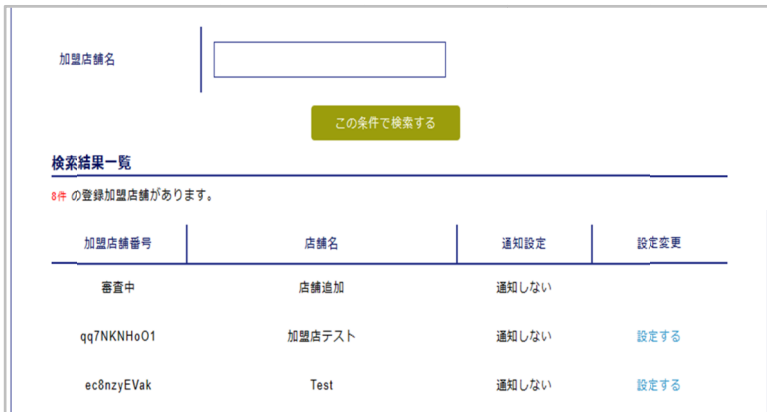 加盟店舗名
この条件で検索する
検索結果一覧
8件 の登録加盟店舗があります。
加盟店舗番号 店舗名 通知設定 設定変更
審査中 店舗追加 通知しない
qq7NKNHoO1 加盟店テスト 通知しない 設定する
ec8nzyEVak Test 通知しない 設定する